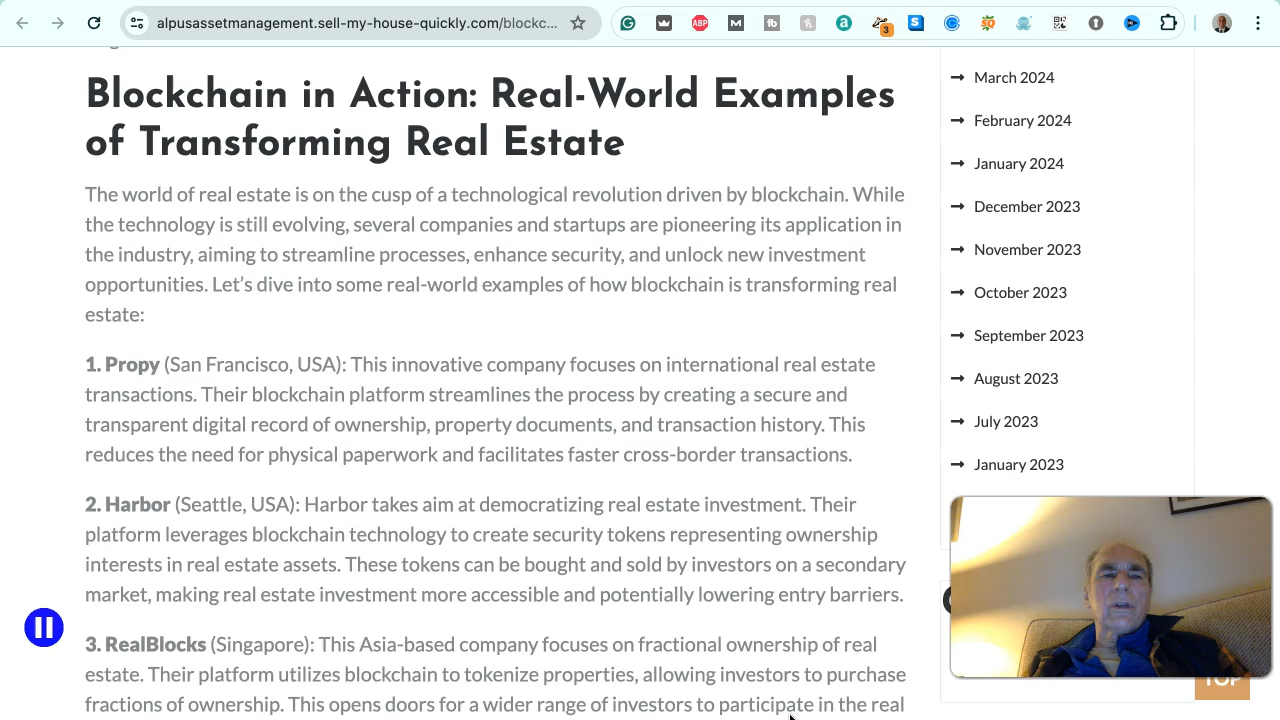 alpusassetmanagement.sell-my-house-quickly.com/blockc...
ABP
3
Blockchain in Action: Real-World Examples
of Transforming Real Estate
The world of real estate is on the cusp of a technological revolution driven by blockchain. While
the technology is still evolving, several companies and startups are pioneering its application in
the industry, aiming to streamline processes, enhance security, and unlock new investment
opportunities. Let’s dive into some real-world examples of how blockchain is transforming real
estate:
1. Propy (San Francisco, USA): This innovative company focuses on international real estate
transactions. Their blockchain platform streamlines the process by creating a secure and
transparent digital record of ownership, property documents, and transaction history. This
reduces the need for physical paperwork and facilitates faster cross-border transactions.
2. Harbor (Seattle, USA): Harbor takes aim at democratizing real estate investment. Their
platform leverages blockchain technology to create security tokens representing ownership
interests in real estate assets. These tokens can be bought and sold by investors on a secondary
market, making real estate investment more accessible and potentially lowering entry barriers.
3. RealBlocks (Singapore): This Asia-based company focuses on fractional ownership of real
estate. Their platform utilizes blockchain to tokenize properties, allowing investors to purchase
fractions of ownership. This opens doors for a wider range of investors to participate in the real
March 2024
February 2024
January 2024
December 2023
November 2023
October 2023
September 2023
August 2023
July 2023
January 2023
TOP